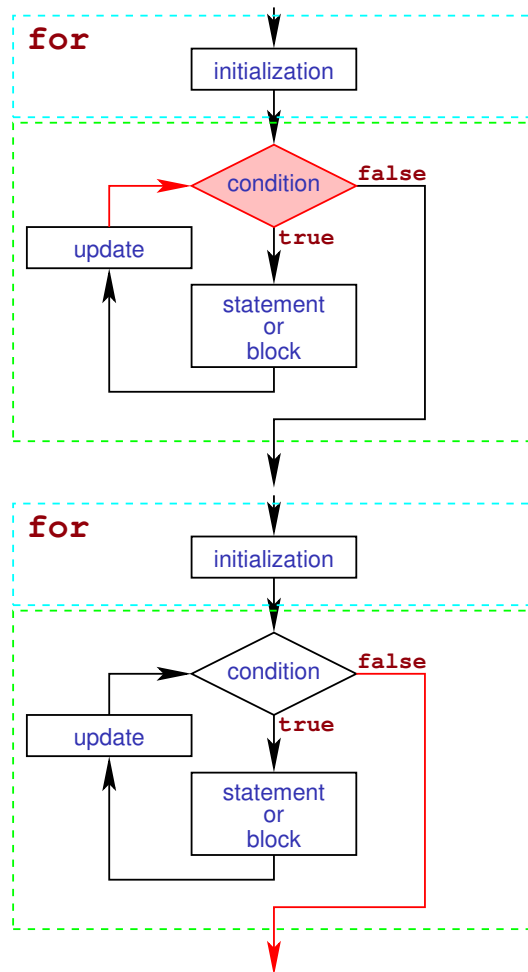 for
initialization
condition
false
true
update
statement
or
block
for
initialization
condition
false
true
update
statement
or
block